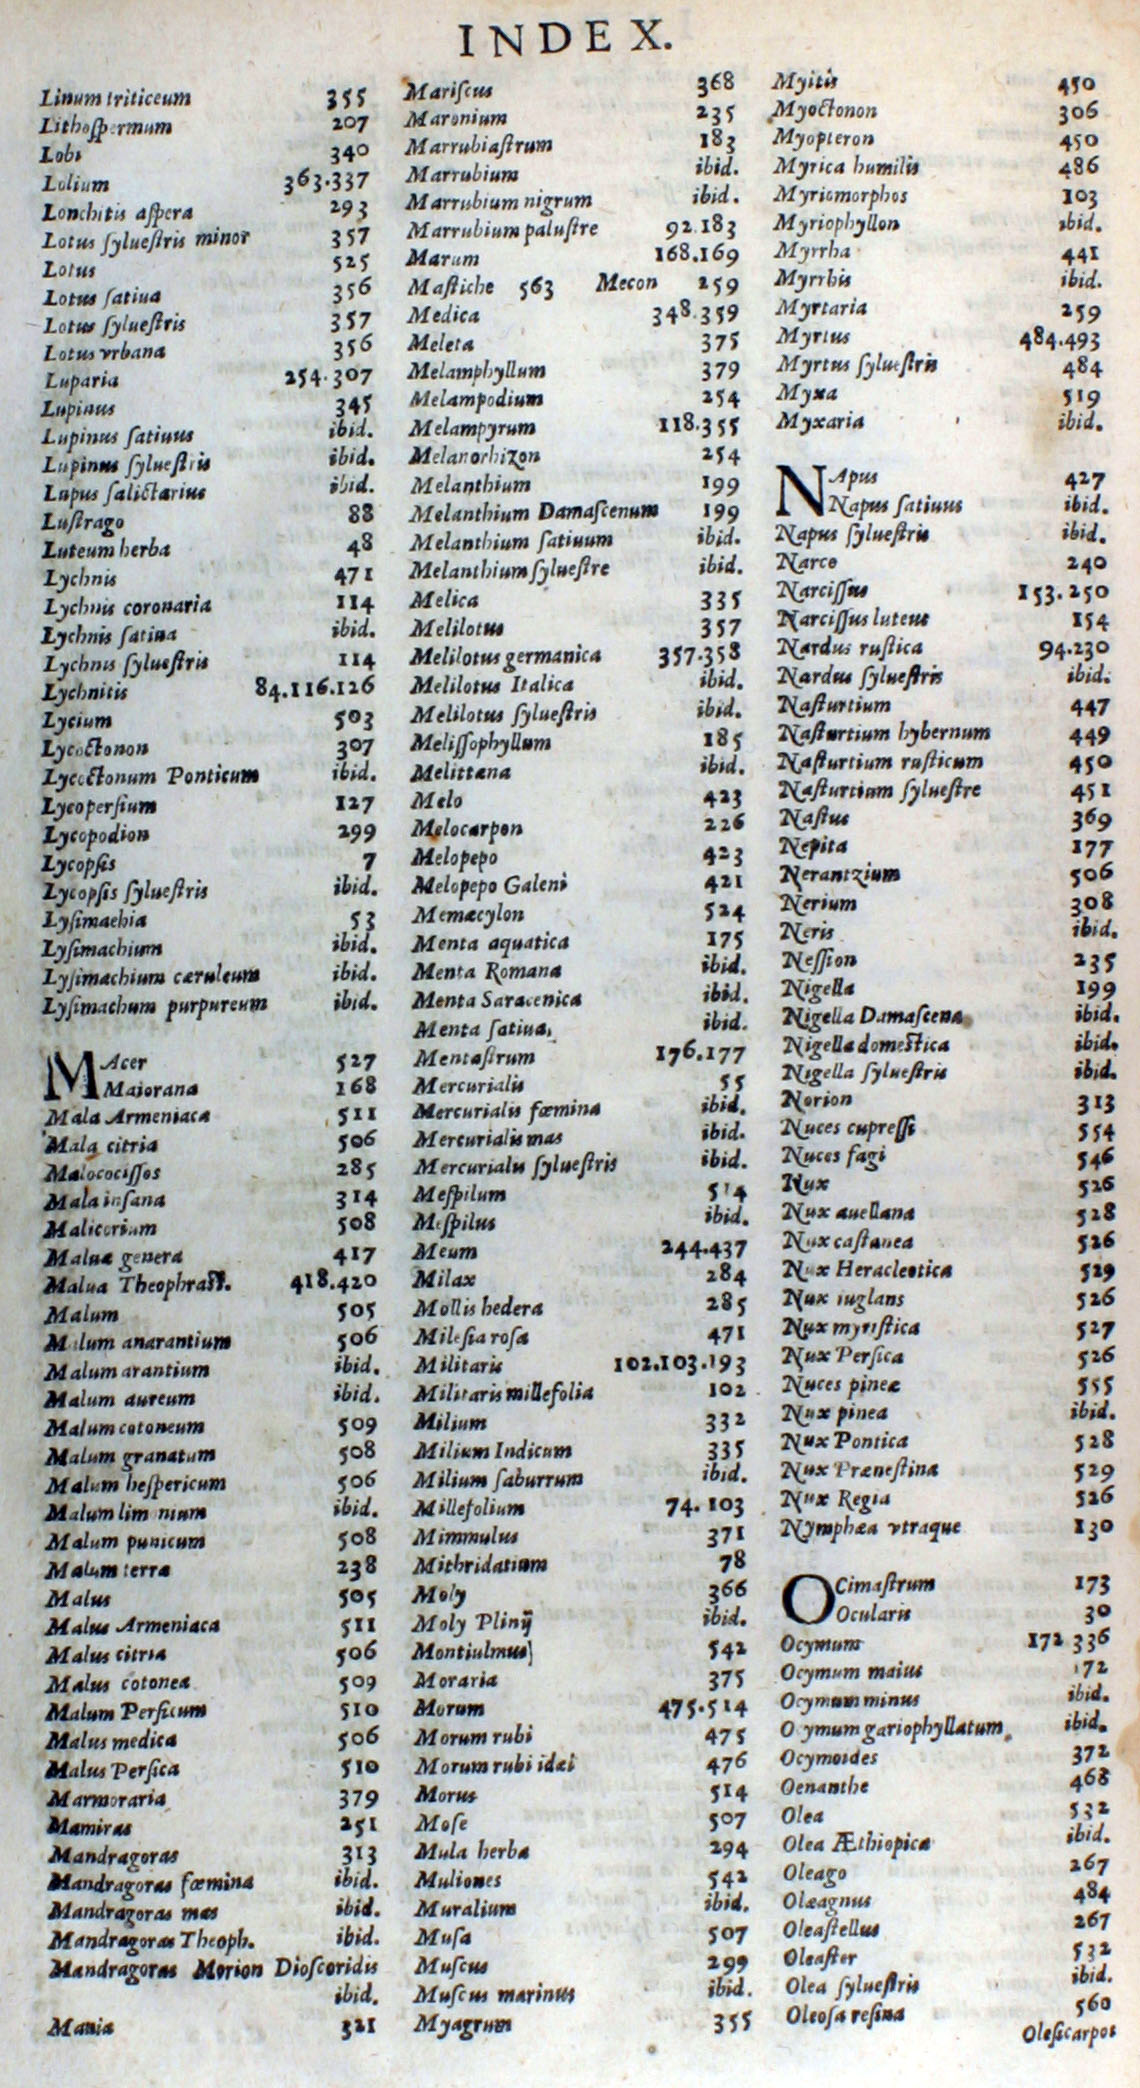 INDEX.
Linum triticeum 355
Lithoſpermum 207
Lobi 340
Lolium 363.337
Lonchitis aſpera 293
Lotus ſylueſtris minor 357
Lotus 525
Lotus ſatiua 356
Lotus ſylueſtris 357
Lotus vrbana 356
Luparia 254.307
Lupinus 345
Lupinus ſatiuus ibid.
Lupinus ſylueſtris ibid.
Lupus ſalictarius ibid.
Luſtrago 88
Luteum herba 48
Lychnis 471
Lychnis coronaria 114
Lychnis ſatiua ibid.
Lychnis ſylueſtris 114
Lychnitis 84.116.126
Lycium 503
Lycoctonon 307
Lycoctonum Ponticum ibid.
Lycoperſium 127
Lycopodion 299
Lycopſis 7
Lycopſis ſylueſtris ibid.
Lyſimachia 53
Lyſimachium ibid.
Lyſimachium cæruleum ibid.
Lyſimachum purpureum ibid.
MAcer 527
Maiorana 168
Mala Armeniaca 511
Mala citria 506
Malocociſſos 285
Mala inſana 314
Malicorium 508
Maluæ genera 417
Malua Theophraſt. 418.420
Malum 505
Malum anarantium 506
Malum arantium ibid.
Malum aureum ibid.
Malum cotoneum 509
Malum granatum 508
Malum heſpericum 506
Malum limonium ibid.
Malum punicum 508
Malum terræ 238
Malus 505
Malus Armeniaca 511
Malus citria 506
Malus cotonea 509
Malum Perſicum 510
Malus medica 506
Malus Perſica 510
Marmoraria 379
Mamiras 251
Mandragoras 313
Mandragoras fœmina ibid.
Mandragoras mas ibid.
Mandragoras Theoph. ibid.
Mandragoras Morion Dioſcoridis
ibid.
Mania 321
Mariſcus 368
Maronium 235
Marrubiaſtrum 183
Marrubium ibid.
Marrubium nigrum ibid.
Marrubium paluſtre 92.183
Marum 168.169
Maſtiche 563 Mecon 259
Medica 348.359
Meleta 375
Melamphyllum 379
Melampodium 254
Melampyrum 118.355
Melanorhizon 254
Melanthium 199
Melanthium Damaſcenum 199
Melanthium ſatiuum ibid.
Melanthium ſylueſtre ibid.
Melica 335
Melilotus 357
Melilotus germanica 357.358
Melilotus Italica ibid.
Melilotus ſylueſtris ibid.
Meliſſophyllum 185
Melittæna ibid.
Melo 423
Melocarpon 226
Melopepo 423
Melopepo Galeni 421
Memæcylon 524
Menta aquatica 175
Menta Romana ibid.
Menta Saracenica ibid.
Menta ſatiua, ibid.
Mentaſtrum 176.177
Mercurialis 55
Mercurialis fœmina ibid.
Mercurialis mas ibid.
Mercurialis ſylueſtris ibid.
Meſpilum 514
Meſpilus ibid.
Meum 244.437
Milax 284
Mollis hedera 285
Mileſia roſa 471
Militaris 102.103.193
Militaris millefolia 102
Milium 332
Milium Indicum 335
Milium ſaburrum ibid.
Millefolium 74.103
Mimmulus 371
Mithridatium 78
Moly 366
Moly Plinij ibid.
Montiulmus 542
Moraria 375
Morum 475.514
Morum rubi 475
Morum rubi idæi 476
Morus 514
Moſe 507
Mula herba 294
Muliones 542
Muralium ibid.
Muſa 507
Muſcus 299
Muſcus marinus ibid.
Myagrum 355
Myitis 450
Myoctonon 306
Myopteron 450
Myrica humilis 486
Myriomorphos 103
Myriophyllon ibid.
Myrrha 441
Myrrhis ibid.
Myrtaria 259
Myrtus 484.493
Myrtus ſylueſtris 484
Myxa 519
Myxaria ibid.
NApus 427
Napus ſatiuus ibid.
Napus ſylueſtris ibid.
Narce 240
Narciſſus 153.250
Narciſſus luteus 154
Nardus ruſtica 94.230
Nardus ſylueſtris ibid.
Naſturtium 447
Naſturtium hybernum 449
Naſturtium ruſticum 450
Naſturtium ſylueſtre 451
Naſtus 369
Nepita 177
Nerantzium 506
Nerium 308
Neris ibid.
Neſſion 235
Nigella 199
Nigella Damaſcena ibid.
Nigella domeſtica ibid.
Nigella ſylueſtris ibid.
Norion 313
Nuces cupreſſi 554
Nuces fagi 546
Nux 526
Nux auellana 528
Nux caſtanea 526
Nux Heracleotica 529
Nux iuglans 526
Nux myriſtica 527
Nux Perſica 526
Nuces pineæ 555
Nux pinea ibid.
Nux Pontica 528
Nux Præneſtina 529
Nux Regia 526
Nymphæa vtraque 130
OCimaſtrum 173
Ocularis 30
Ocymum 172 336
Ocymum maius 172
Ocymum minus ibid.
Ocymum gariophyllatum ibid.
Ocymoides 372
Oenanthe 468
Olea 532
Olea Æthiopica ibid.
Oleago 267
Olæagnus 484
Oleaſtellus 267
Oleaſter 532
Olea ſylueſtris ibid.
Oleoſa reſina 560
Oleſicarpos